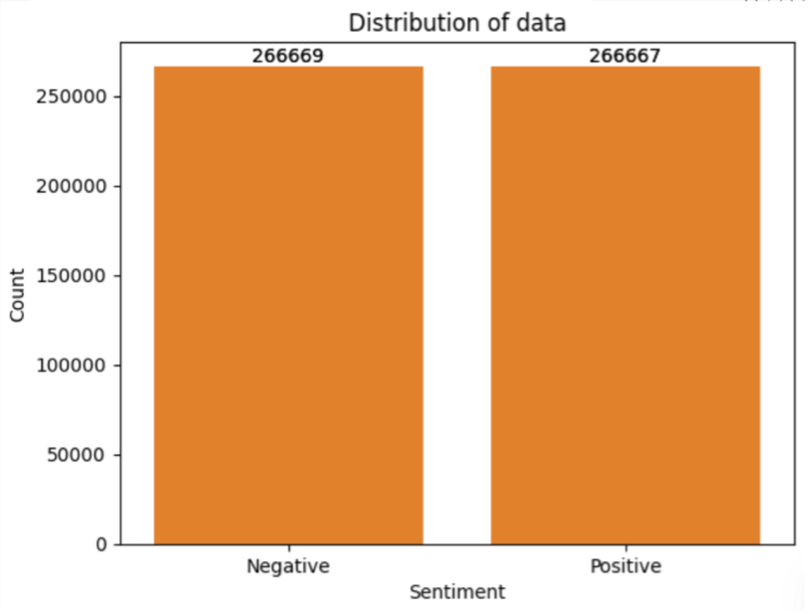 Distribution of data
266669 266667
250000
200000
150000
100000
50000
0
Count
Negative Positive
Sentiment